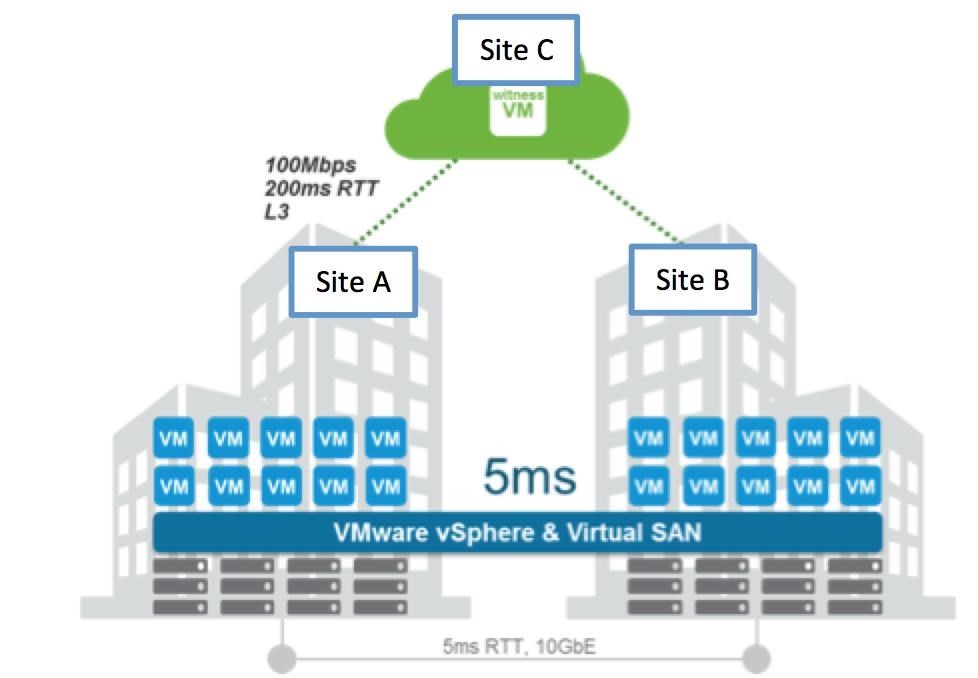 Site C
witness
VM
100Mbps
200ms RTT
L3
Site A
Site B
VM VM VM VM VM
VM VM VM VM VM
VM VM VM VM VM
VM VM VM VM VM
5ms
VMware vSphere & Virtual SAN
5ms RTT, 10GbE